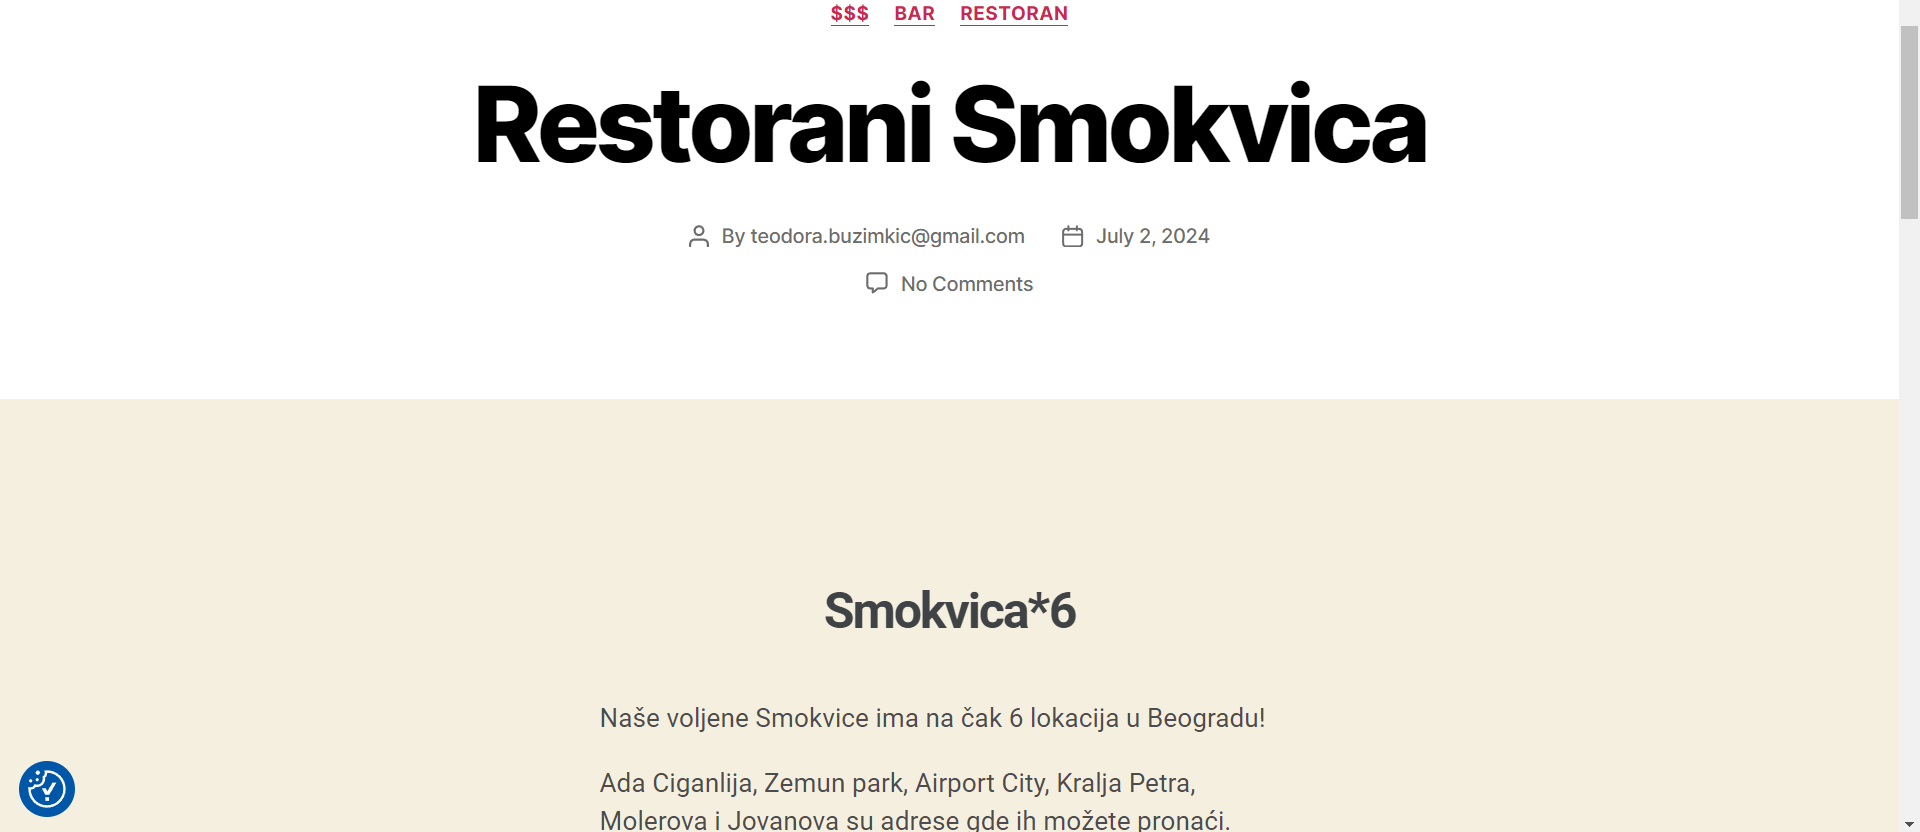 $$$ BAR RESTORAN
Restorani Smokvica
By teodora.buzimkic@gmail.com July 2, 2024
No Comments
Smokvica*6
Naše voljene Smokvice ima na čak 6 lokacija u Beogradu!
Ada Ciganlija, Zemun park, Airport City, Kralja Petra,
Molerova i Jovanova su adrese gde ih možete pronaći.